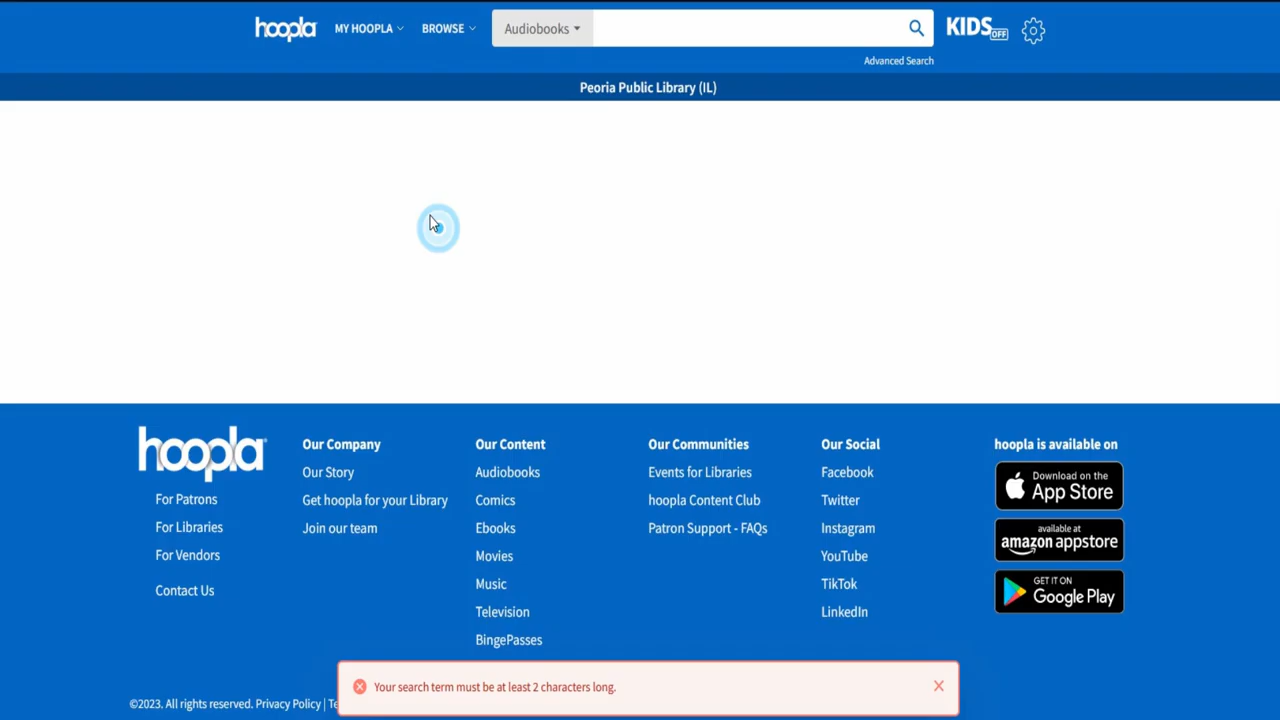 hoopla MY HOOPLA BROWSE Audiobooks KIDS OFF
Advanced Search
Peoria Public Library (IL)
hoopla
For Patrons
For Libraries
For Vendors
Contact Us
Our Company
Our Story
Get hoopla for your Library
Join our team
Our Content
Audiobooks
Comics
Ebooks
Movies
Music
Television
BingePasses
Our Communities
Events for Libraries
hoopla Content Club
Patron Support - FAQs
Our Social
Facebook
Twitter
Instagram
YouTube
TikTok
LinkedIn
hoopla is available on
Download on the
App Store
available at
amazon appstore
GET IT ON
Google Play
Your search term must be at least 2 characters long.
©2023. All rights reserved. Privacy Policy |